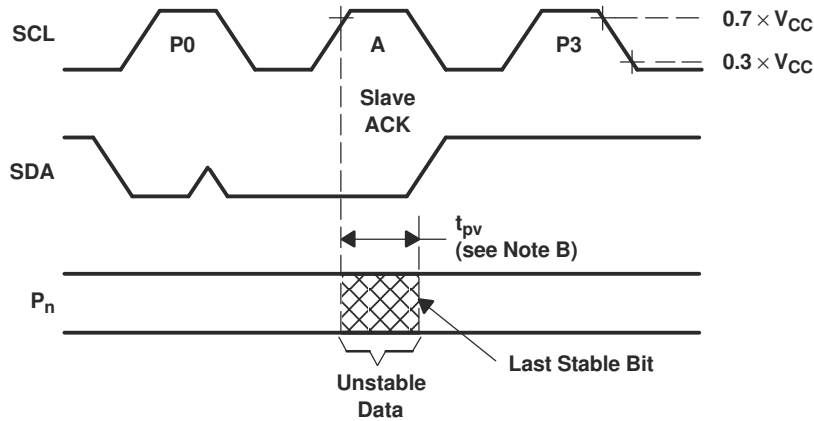 SCL
P0
A
P3
0.7 × VCC
0.3 × VCC
Slave
ACK
SDA
tpv
(see Note B)
Pn
Last Stable Bit
Unstable
Data